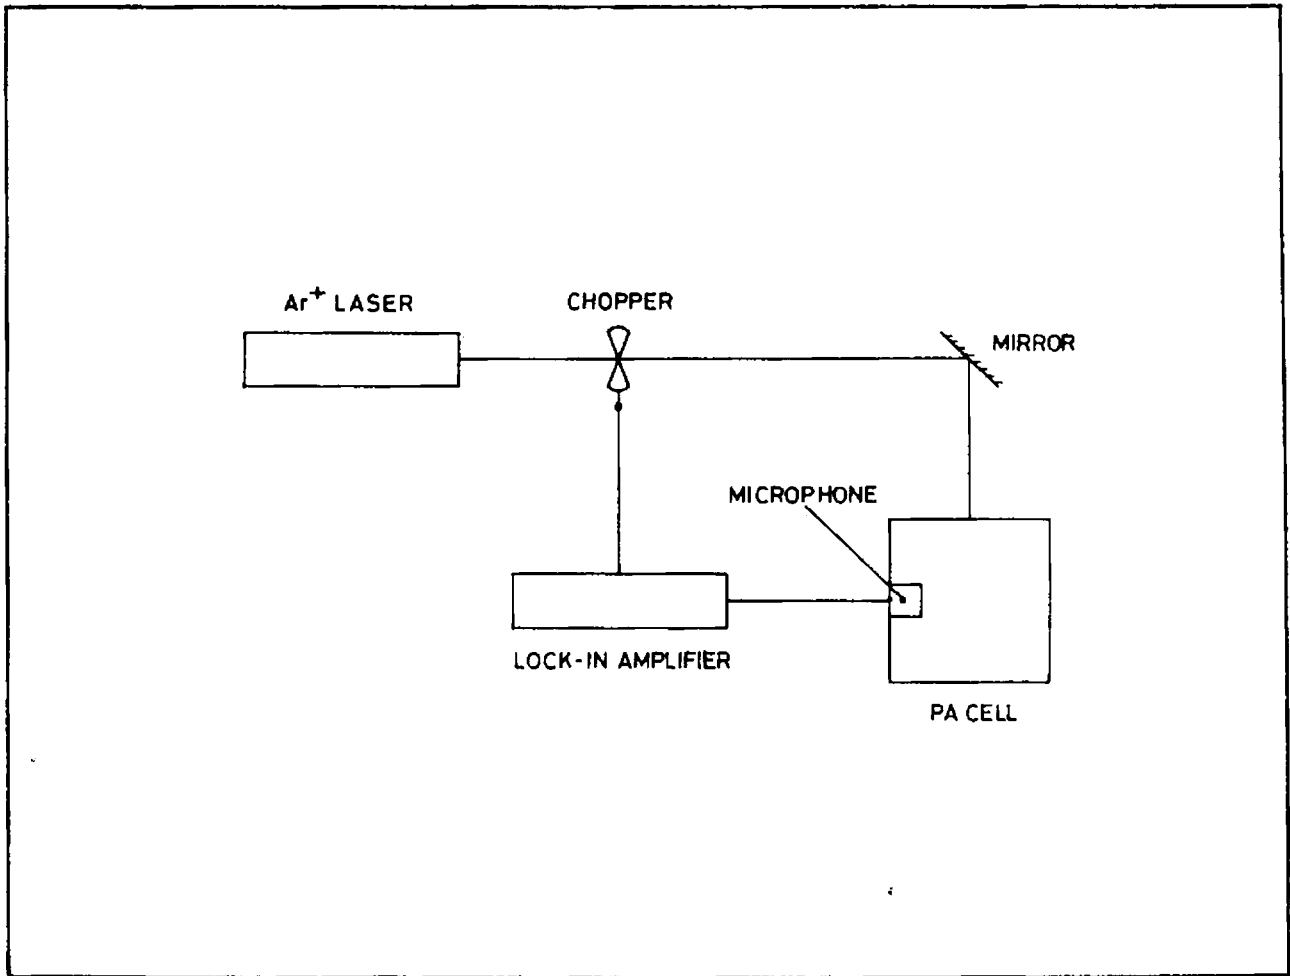 Ar⁺ LASER
CHOPPER
MIRROR
MICROPHONE
LOCK-IN AMPLIFIER
PA CELL